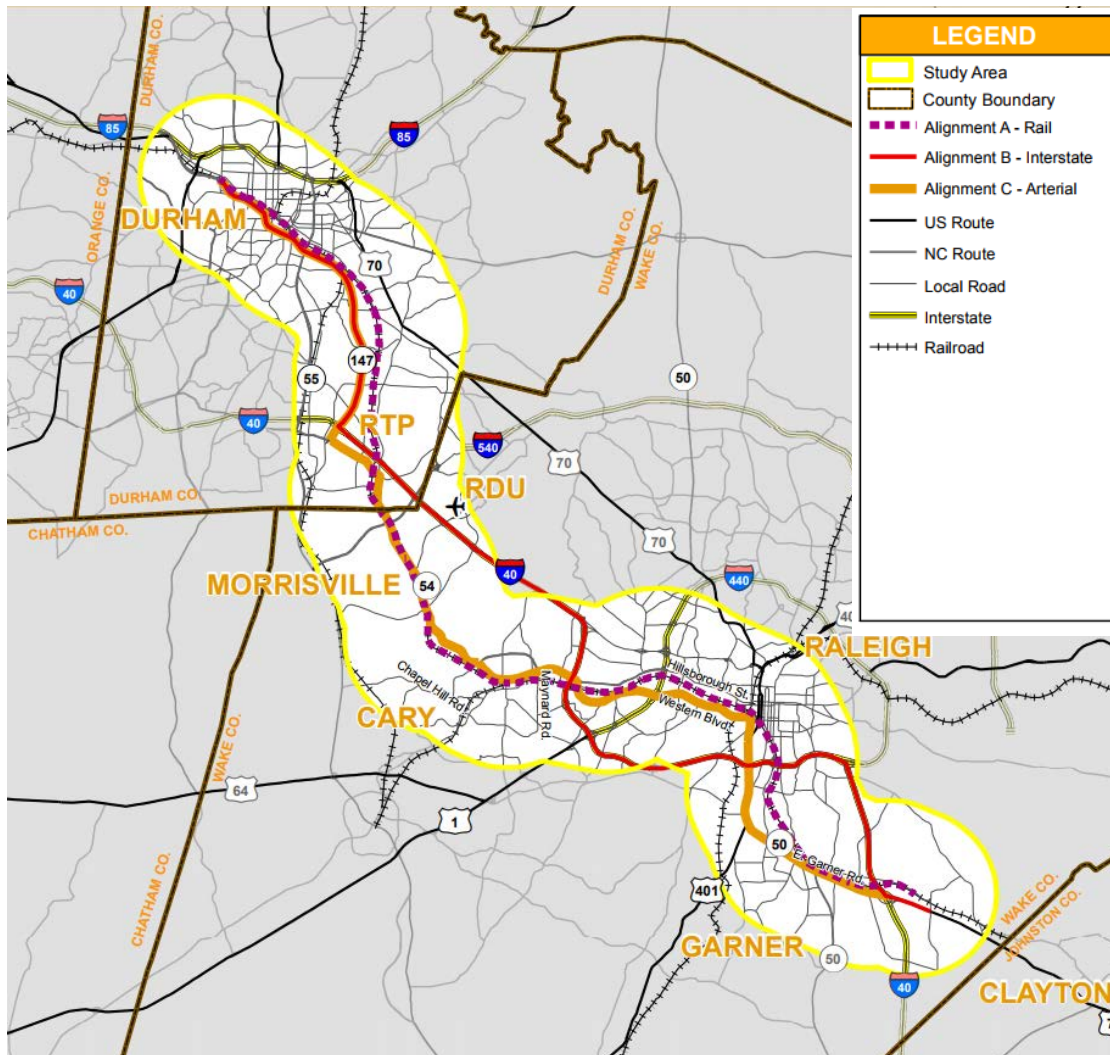 LEGEND
Study Area
County Boundary
Alignment A - Rail
Alignment B - Interstate
Alignment C - Arterial
US Route
NC Route
Local Road
Interstate
Railroad
DURHAM CO.
ORANGE CO.
85
85
DURHAM
70
40
DURHAM CO.
WAKE CO.
147
55
50
40
RTP
540
70
RDU
DURHAM CO.
CHATHAM CO.
70
40
MORRISVILLE
54
440
40
RALEIGH
Hillsborough St.
Chapel Hill Rd.
Maynard Rd.
Western Blvd.
CARY
WAKE CO.
64
1
50
E. Garner Rd.
CHATHAM CO.
401
WAKE CO.
JOHNSTON CO.
GARNER
50
40
CLAYTON
7